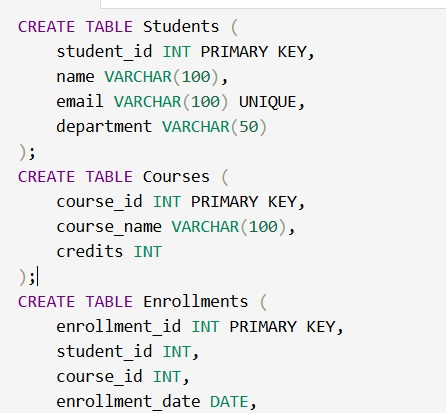 CREATE TABLE Students (
    student_id INT PRIMARY KEY,
    name VARCHAR(100),
    email VARCHAR(100) UNIQUE,
    department VARCHAR(50)
);
CREATE TABLE Courses (
    course_id INT PRIMARY KEY,
    course_name VARCHAR(100),
    credits INT
);
CREATE TABLE Enrollments (
    enrollment_id INT PRIMARY KEY,
    student_id INT,
    course_id INT,
    enrollment_date DATE,